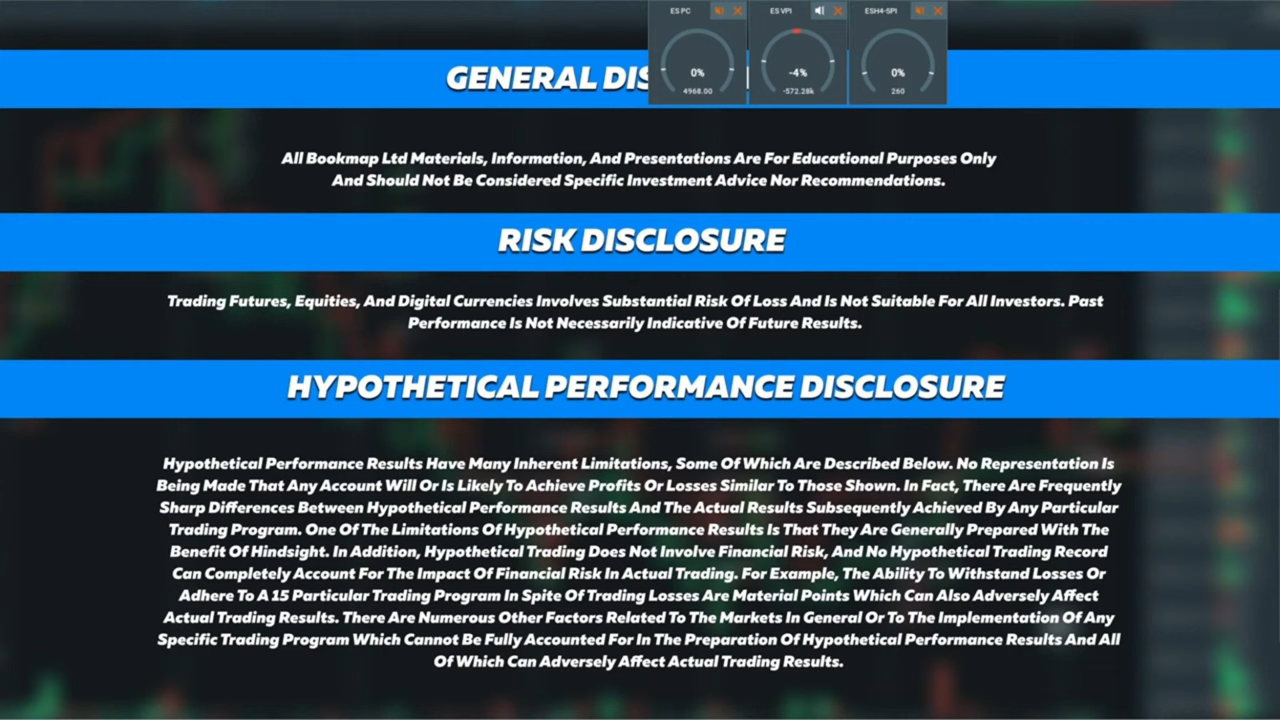 ES PC
ES VPI
ESH4-SPI
0%
-4%
0%
4968.00
-572.28k
260
GENERAL
RISK DISCLOSURE
HYPOTHETICAL PERFORMANCE DISCLOSURE
All Bookmap Ltd Materials, Information, And Presentations Are For Educational Purposes Only
And Should Not Be Considered Specific Investment Advice Nor Recommendations.
Trading Futures, Equities, And Digital Currencies Involves Substantial Risk Of Loss And Is Not Suitable For All Investors. Past
Performance Is Not Necessarily Indicative Of Future Results.
Hypothetical Performance Results Have Many Inherent Limitations, Some Of Which Are Described Below. No Representation Is
Being Made That Any Account Will Or Is Likely To Achieve Profits Or Losses Similar To Those Shown. In Fact, There Are Frequently
Sharp Differences Between Hypothetical Performance Results And The Actual Results Subsequently Achieved By Any Particular
Trading Program. One Of The Limitations Of Hypothetical Performance Results Is That They Are Generally Prepared With The
Benefit Of Hindsight. In Addition, Hypothetical Trading Does Not Involve Financial Risk, And No Hypothetical Trading Record
Can Completely Account For The Impact Of Financial Risk In Actual Trading. For Example, The Ability To Withstand Losses Or
Adhere To A 15 Particular Trading Program In Spite Of Trading Losses Are Material Points Which Can Also Adversely Affect
Actual Trading Results. There Are Numerous Other Factors Related To The Markets In General Or To The Implementation Of Any
Specific Trading Program Which Cannot Be Fully Accounted For In The Preparation Of Hypothetical Performance Results And All
Of Which Can Adversely Affect Actual Trading Results.